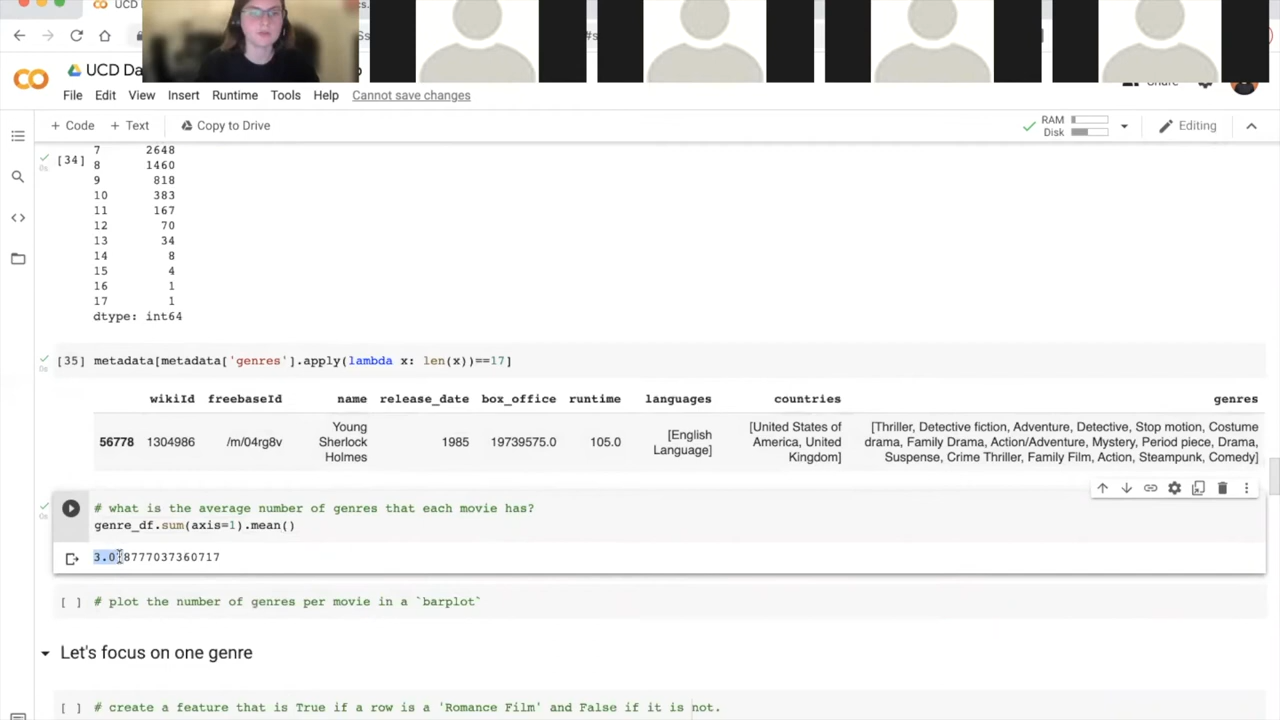 UCD Da
File Edit View Insert Runtime Tools Help Cannot save changes
+ Code + Text Copy to Drive RAM Disk Editing
7 2648
[34]
8 1460
9 818
10 383
11 167
12 70
13 34
14 8
15 4
16 1
17 1
dtype: int64
[35] metadata[metadata['genres'].apply(lambda x: len(x))==17]
wikiId freebaseId name release_date box_office runtime languages countries genres
56778 1304986 /m/04rg8v Young Sherlock Holmes 1985 19739575.0 105.0 [English Language] [United States of America, United Kingdom] [Thriller, Detective fiction, Adventure, Detective, Stop motion, Costume drama, Family Drama, Action/Adventure, Mystery, Period piece, Drama, Suspense, Crime Thriller, Family Film, Action, Steampunk, Comedy]
# what is the average number of genres that each movie has?
genre_df.sum(axis=1).mean()
[ ] # plot the number of genres per movie in a `barplot`
Let's focus on one genre
[ ] # create a feature that is True if a row is a 'Romance Film' and False if it is not.